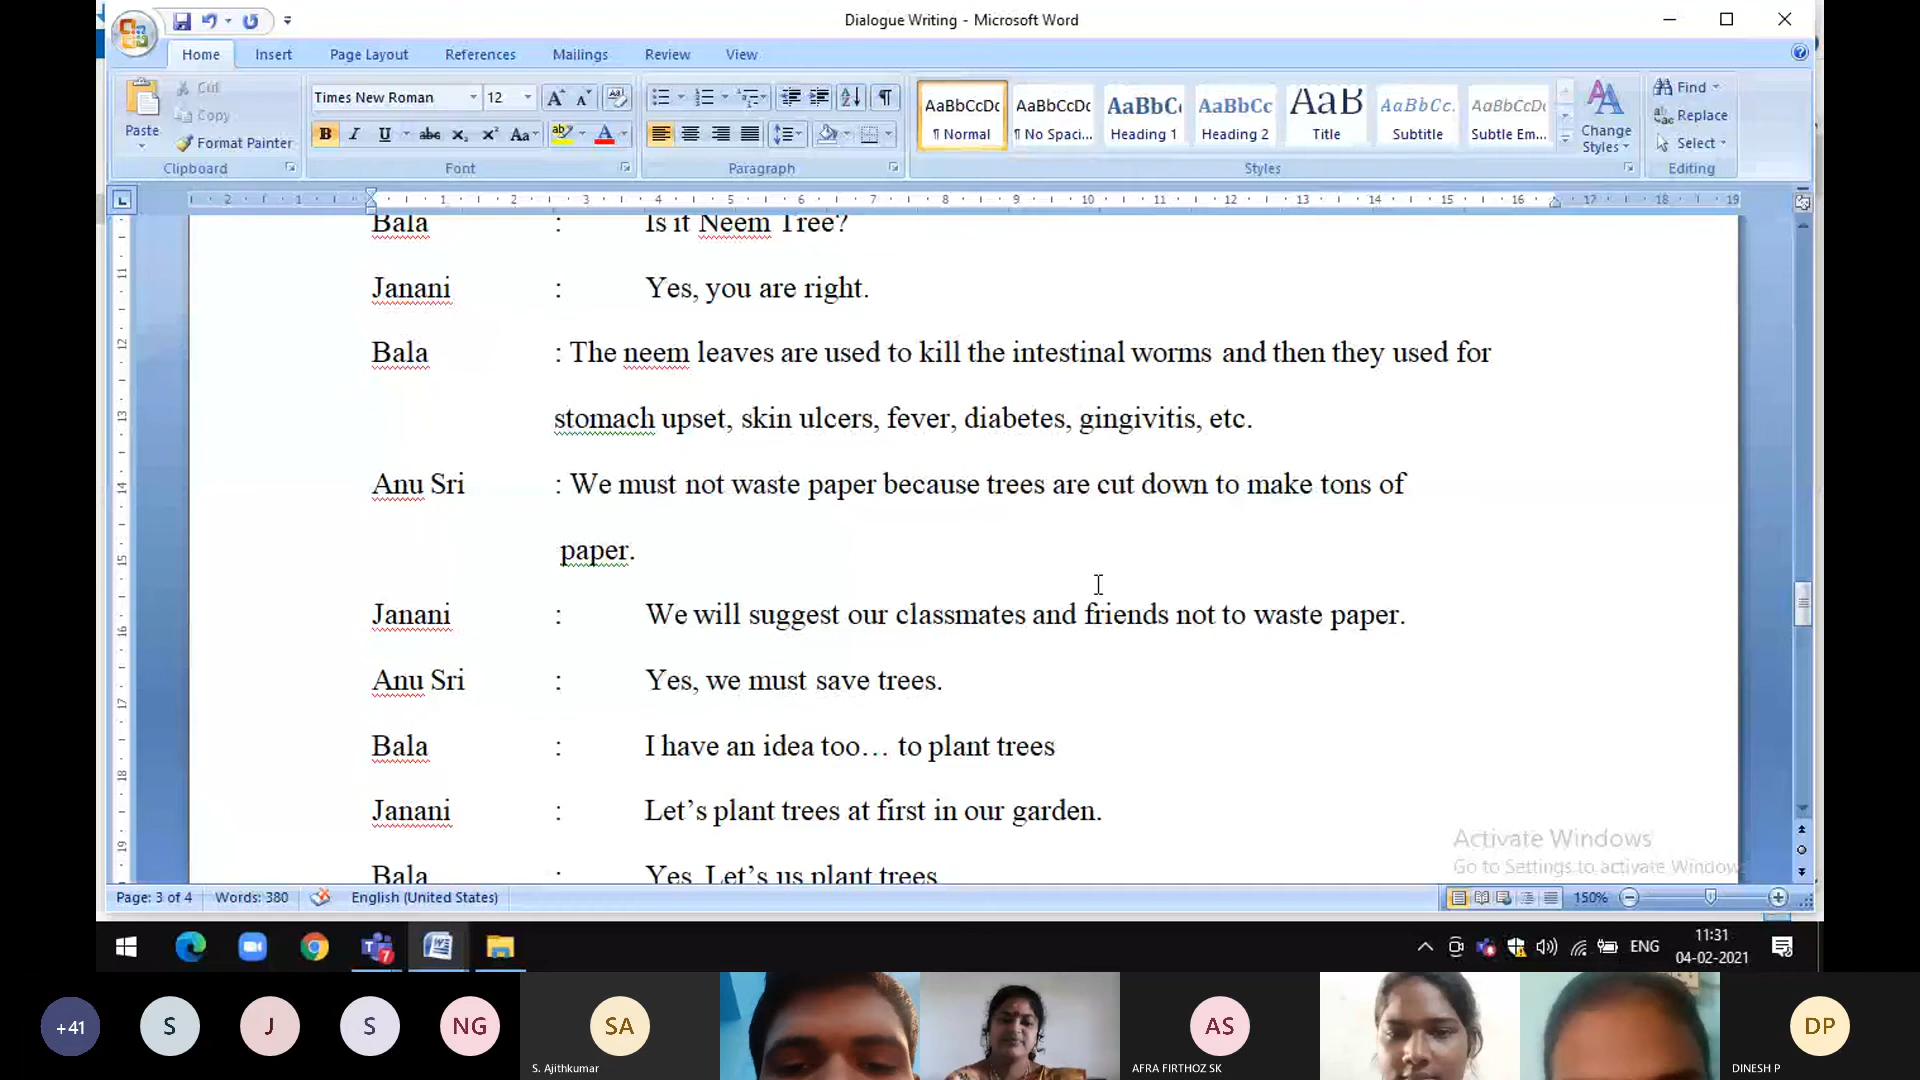 Dialogue Writing - Microsoft Word
Home Insert Page Layout References Mailings Review View
Paste
Cut
Copy
Format Painter
Clipboard
Times New Roman 12
Font
Paragraph
AaBbCcDc AaBbCcDc AaBbC AaBbCc AaB AaBbCc. AaBbCcDc
¶ Normal ¶ No Spaci... Heading 1 Heading 2 Title Subtitle Subtle Em...
Styles
Change Styles
Find
Replace
Select
Editing
Bala : Is it Neem Tree?
Janani : Yes, you are right.
Bala : The neem leaves are used to kill the intestinal worms and then they used for
stomach upset, skin ulcers, fever, diabetes, gingivitis, etc.
Anu Sri : We must not waste paper because trees are cut down to make tons of
paper.
Janani : We will suggest our classmates and friends not to waste paper.
Anu Sri : Yes, we must save trees.
Bala : I have an idea too… to plant trees
Janani : Let’s plant trees at first in our garden.
Bala : Yes Let’s us plant trees
Activate Windows
Go to Settings to activate Windows
Page: 3 of 4 Words: 380 English (United States) 150%
ENG 11:31
04-02-2021
+41 S J S NG SA AS DP
S. Ajithkumar AFRA FIRTHOZ SK DINESH P